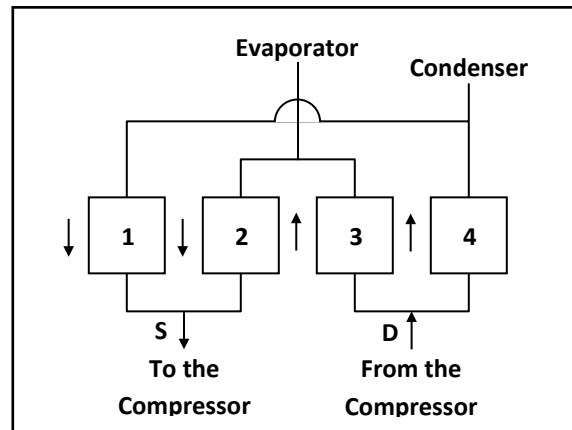 Evaporator
Condenser
1 2 3 4
S D
To the From the
Compressor Compressor